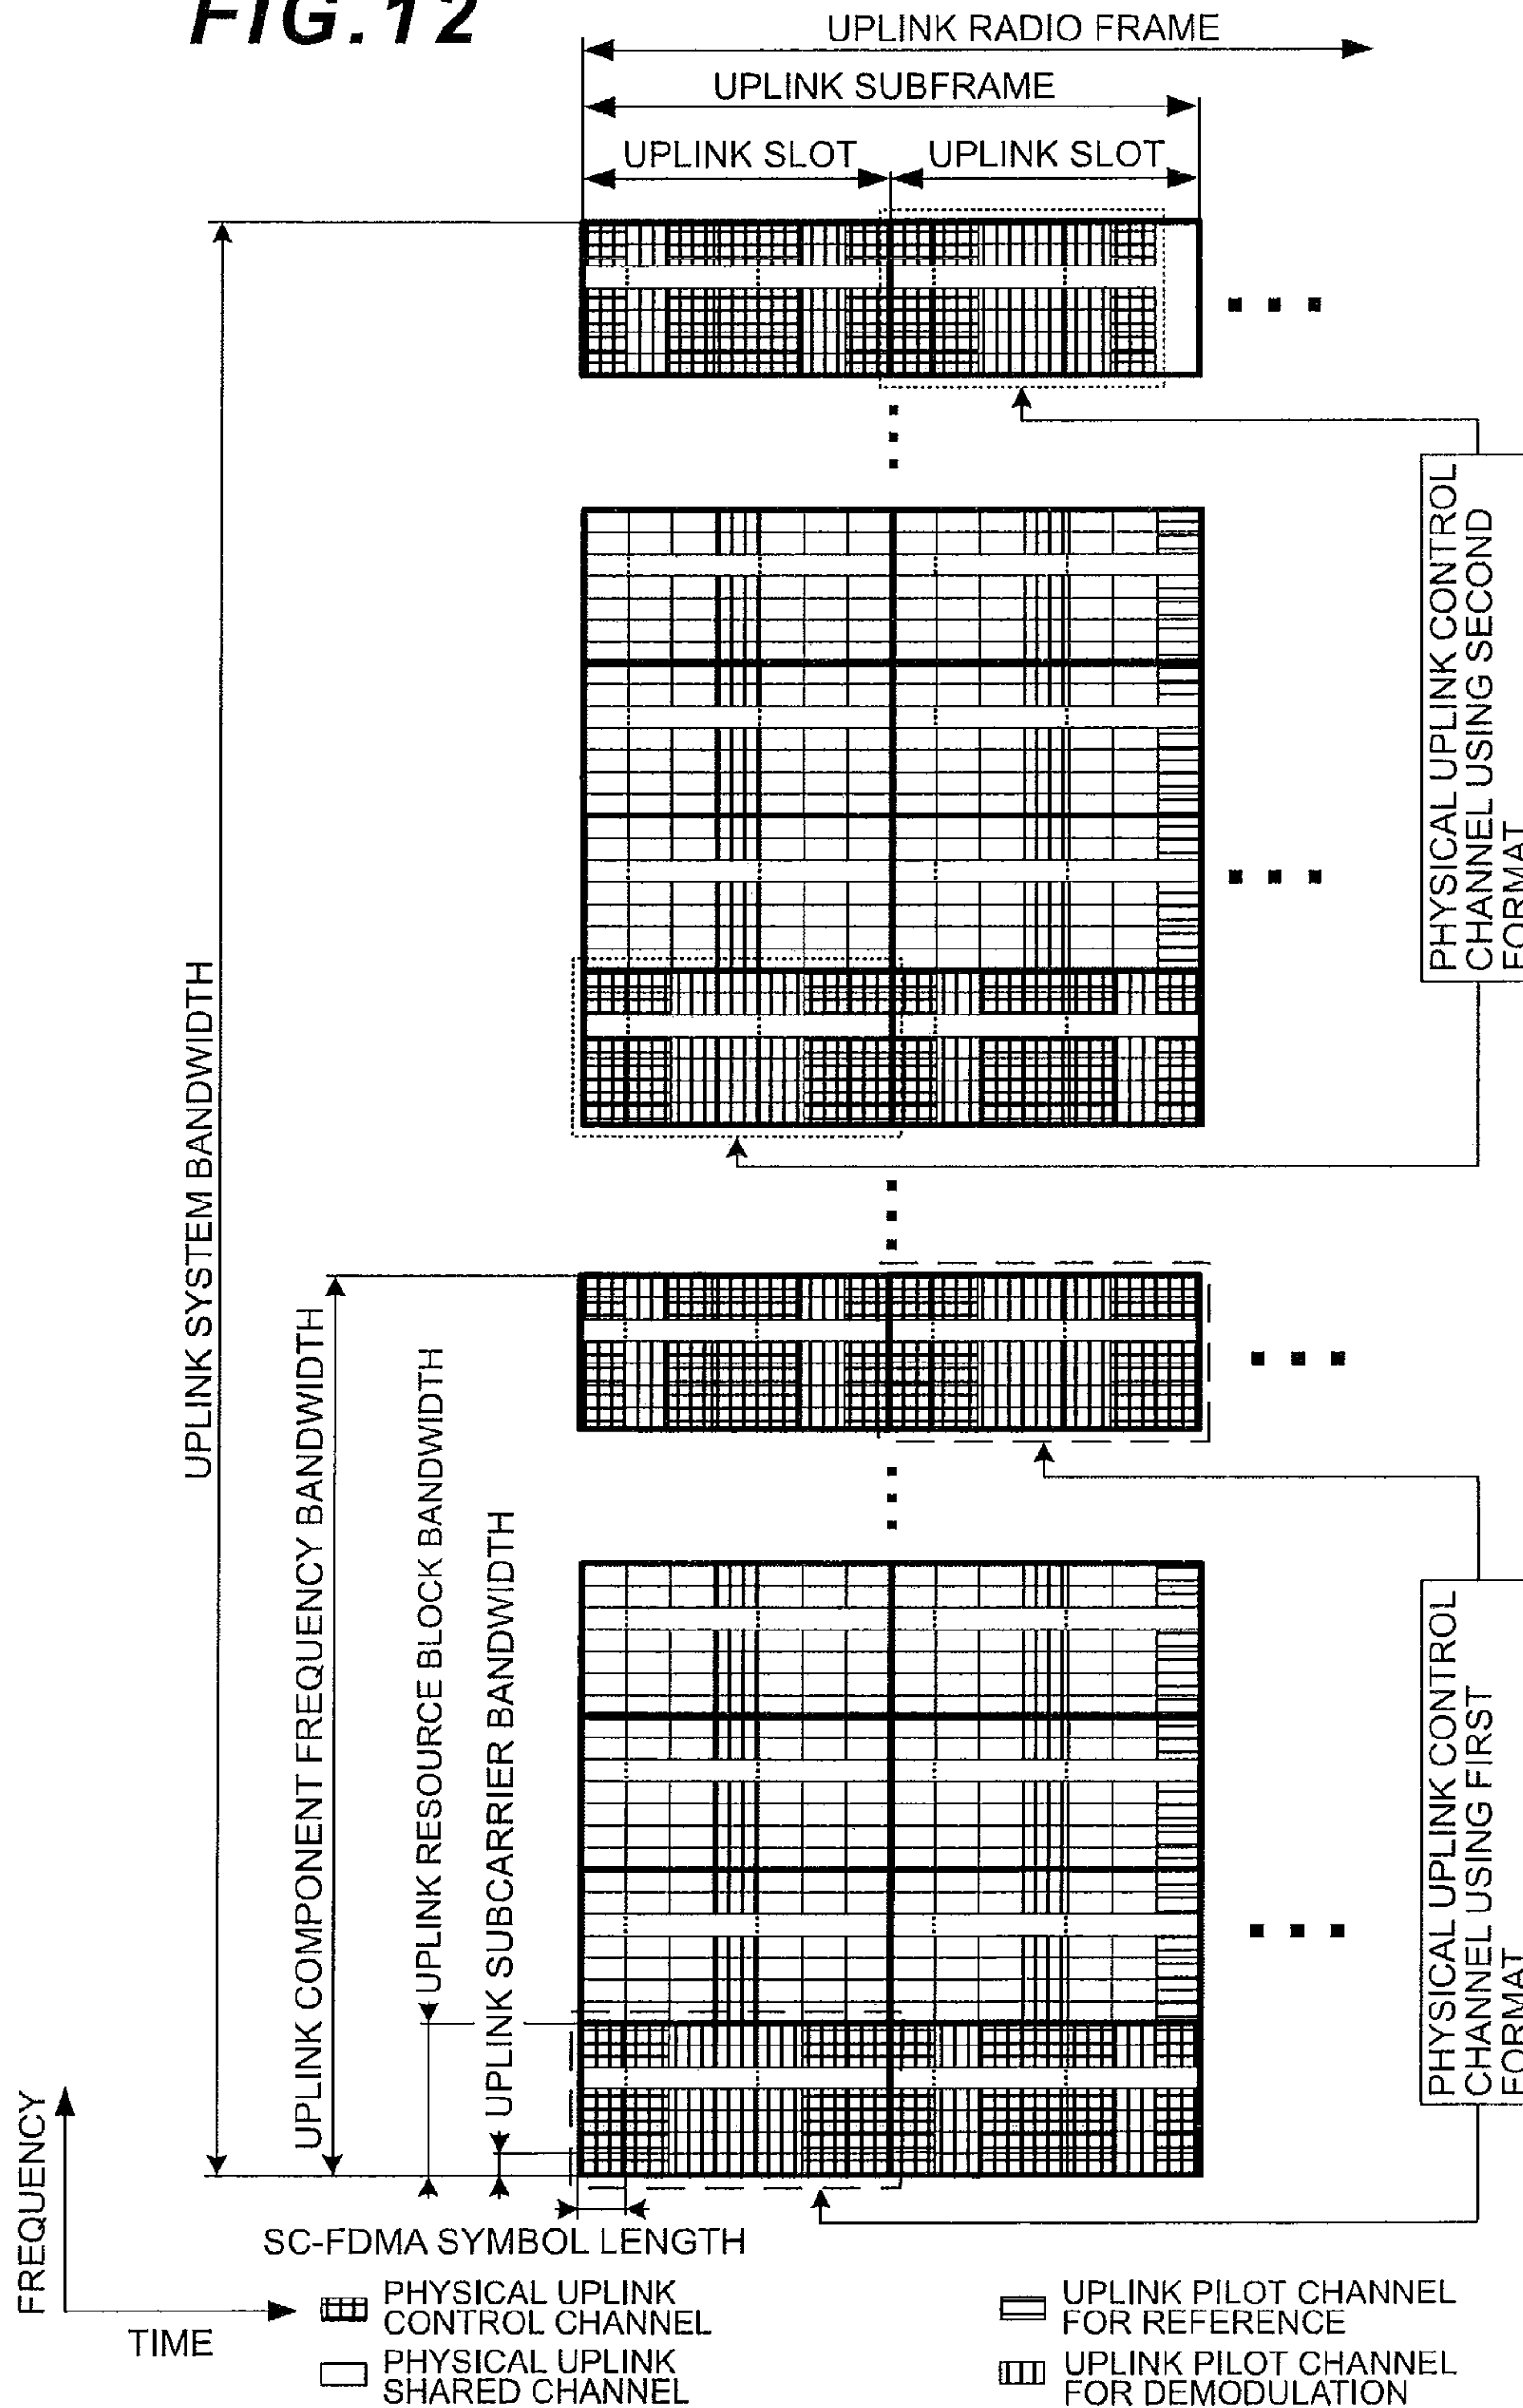 FIG.12
UPLINK RADIO FRAME
UPLINK SUBFRAME
UPLINK SLOT
UPLINK SLOT
PHYSICAL UPLINK CONTROL
CHANNEL USING SECOND
FORMAT
UPLINK SYSTEM BANDWIDTH
UPLINK COMPONENT FREQUENCY BANDWIDTH
UPLINK RESOURCE BLOCK BANDWIDTH
UPLINK SUBCARRIER BANDWIDTH
PHYSICAL UPLINK CONTROL
CHANNEL USING FIRST
FORMAT
SC-FDMA SYMBOL LENGTH
FREQUENCY
TIME
PHYSICAL UPLINK
CONTROL CHANNEL
PHYSICAL UPLINK
SHARED CHANNEL
UPLINK PILOT CHANNEL
FOR REFERENCE
UPLINK PILOT CHANNEL
FOR DEMODULATION